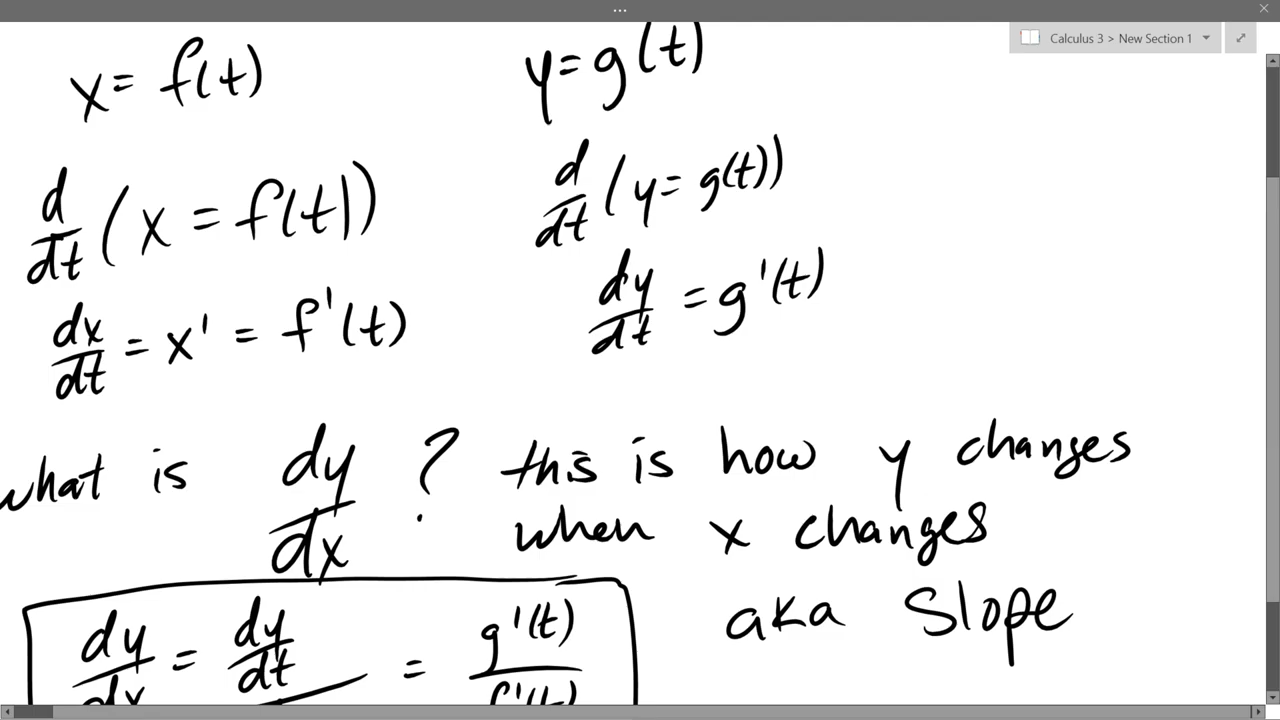 ...
Calculus 3 > New Section 1
x = f(t)
y = g(t)
d/dt (x = f(t))
d/dt (y = g(t))
dx/dt = x' = f'(t)
dy/dt = g'(t)
what is dy/dx ? this is how y changes
when x changes
aka Slope
dy/dx = dy/dt = g'(t)/f'(t)